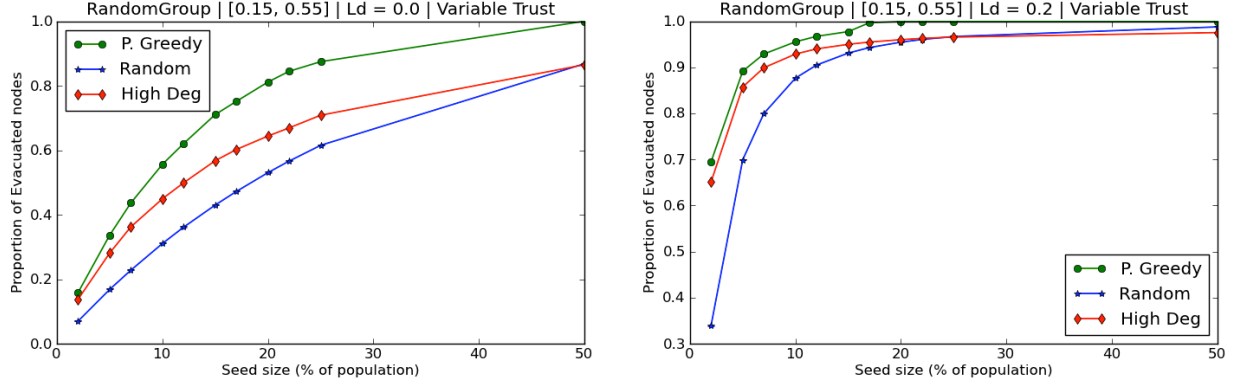 RandomGroup | [0.15, 0.55] | Ld = 0.0 | Variable Trust
Proportion of Evacuated nodes
1.0
0.8
0.6
0.4
0.2
0.0
P. Greedy
Random
High Deg
0
10
20
30
40
50
Seed size (% of population)
RandomGroup | [0.15, 0.55] | Ld = 0.2 | Variable Trust
Proportion of Evacuated nodes
1.0
0.9
0.8
0.7
0.6
0.5
0.4
0.3
P. Greedy
Random
High Deg
0
10
20
30
40
50
Seed size (% of population)